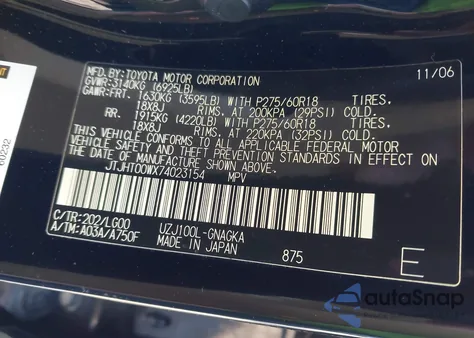 11/06
MFD. BY: TOYOTA MOTOR CORPORATION
GVWR: 3140KG (6925LB)
GAWR: FRT. 1630KG (3595LB) WITH P275/60R18 TIRES,
18X8J RIMS, AT 200KPA (29PSI) COLD.
RR. 1915KG (4220LB) WITH P275/60R18 TIRES,
18X8J RIMS, AT 220KPA (32PSI) COLD.
THIS VEHICLE CONFORMS TO ALL APPLICABLE FEDERAL MOTOR
VEHICLE SAFETY STANDARDS IN EFFECT ON THE DATE OF
MANUFACTURE SHOWN ABOVE.
JTJHT00WX74023154 MPV
C/TR: 202/LG00 UZJ100L-GNAGKA
A/TM: A03A/A750F MADE IN JAPAN 875 E
60232
autoSnap